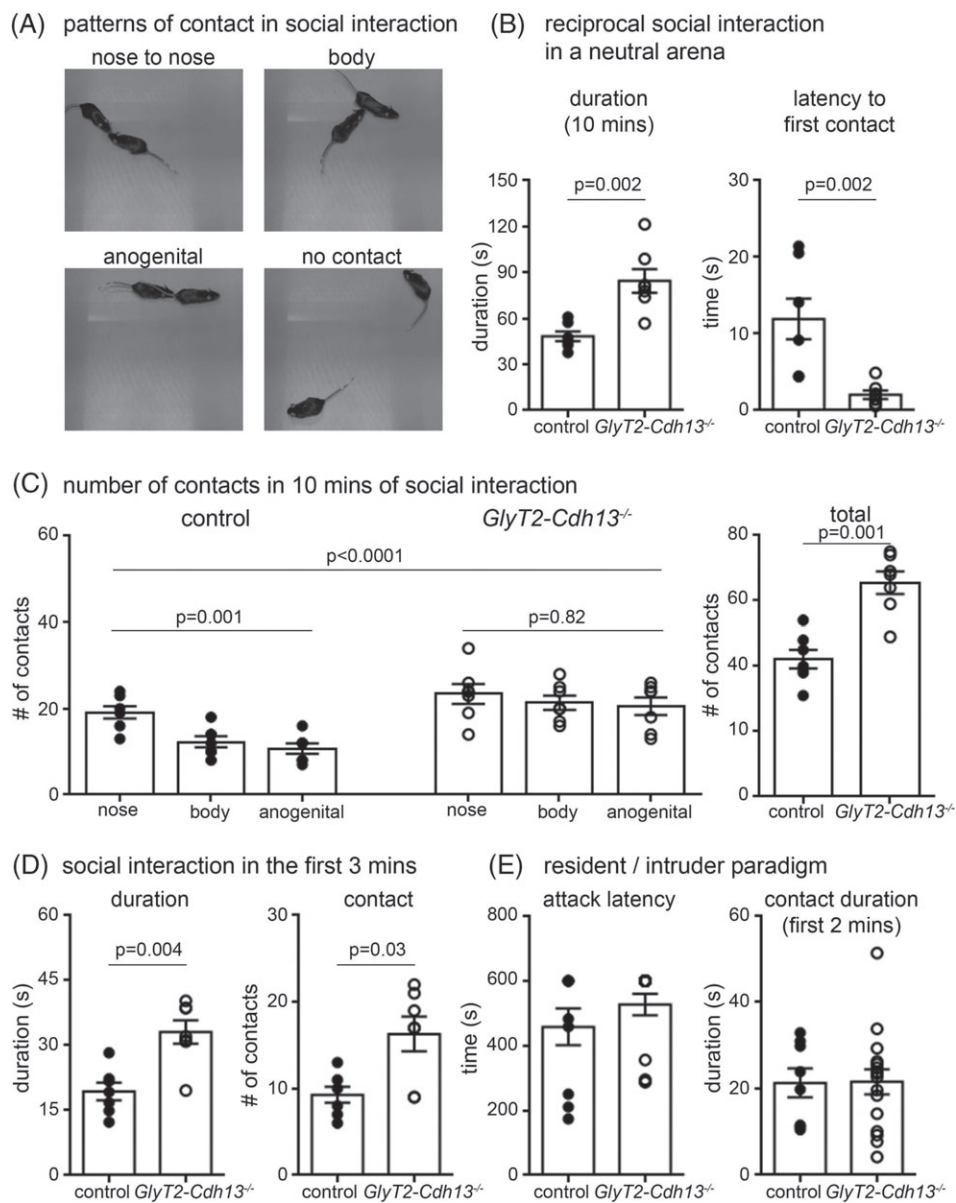 (A) patterns of contact in social interaction
nose to nose
body
anogenital
no contact
(B) reciprocal social interaction
in a neutral arena
duration
(10 mins)
p=0.002
duration (s)
150
120
90
60
30
0
control GlyT2-Cdh13-/-
latency to
first contact
p=0.002
time (s)
30
20
10
0
control GlyT2-Cdh13-/-
(C) number of contacts in 10 mins of social interaction
control
GlyT2-Cdh13-/-
p<0.0001
p=0.001
p=0.82
# of contacts
60
40
20
0
nose
body
anogenital
nose
body
anogenital
total
p=0.001
# of contacts
80
60
40
10
0
control GlyT2-Cdh13-/-
(D) social interaction in the first 3 mins
duration
p=0.004
duration (s)
60
45
30
15
0
control GlyT2-Cdh13-/-
contact
p=0.03
# of contacts
30
20
10
0
control GlyT2-Cdh13-/-
(E) resident / intruder paradigm
attack latency
time (s)
800
600
400
200
0
control GlyT2-Cdh13-/-
contact duration
(first 2 mins)
duration (s)
60
40
20
0
control GlyT2-Cdh13-/-